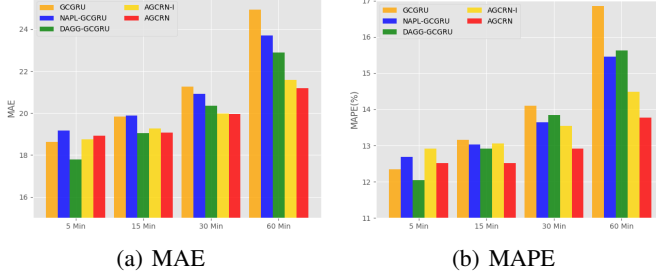 GCGRU
NAPL-GCGRU
DAGG-GCGRU
AGCRN-I
AGCRN
MAE
24
22
20
18
16
5 Min
15 Min
30 Min
60 Min
(a) MAE
GCGRU
NAPL-GCGRU
DAGG-GCGRU
AGCRN-I
AGCRN
MAPE(%)
17
16
15
14
13
12
11
5 Min
15 Min
30 Min
60 Min
(b) MAPE